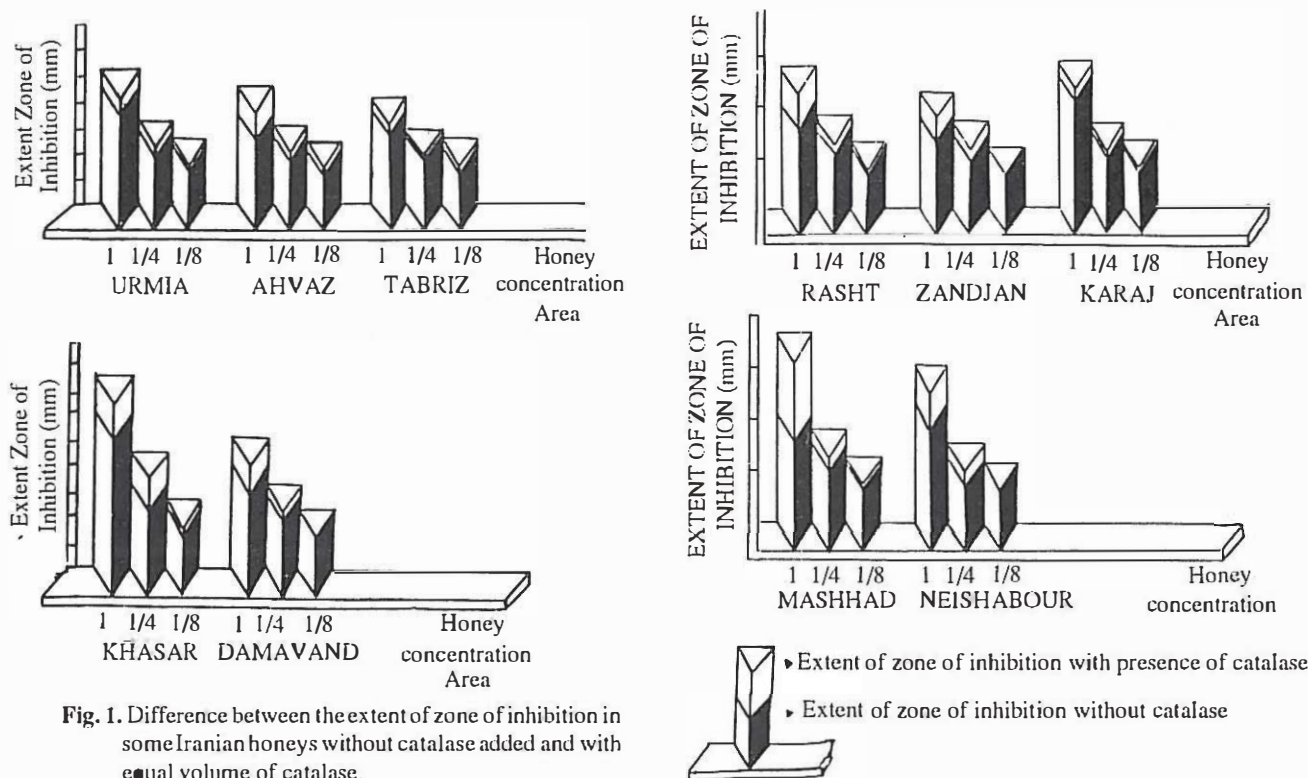 Extent Zone of
Inhibition (mm)
1 1/4 1/8 1 1/4 1/8 1 1/4 1/8 Honey
URMIA AHVAZ TABRIZ concentration
Area
EXTENT OF ZONE OF
INHIBITION (mm)
1 1/4 1/8 1 1/4 1/8 1 1/4 1/8 Honey
RASHT ZANDJAN KARAJ concentration
Area
Extent Zone of
Inhibition (mm)
1 1/4 1/8 1 1/4 1/8 Honey
KHASAR DAMAVAND concentration
Area
EXTENT OF ZONE OF
INHIBITION (mm)
1 1/4 1/8 1 1/4 1/8 Honey
MASHHAD NEISHABOUR concentration
Extent of zone of inhibition with presence of catalase
Extent of zone of inhibition without catalase
Fig. 1. Difference between the extent of zone of inhibition in
some Iranian honeys without catalase added and with
equal volume of catalase